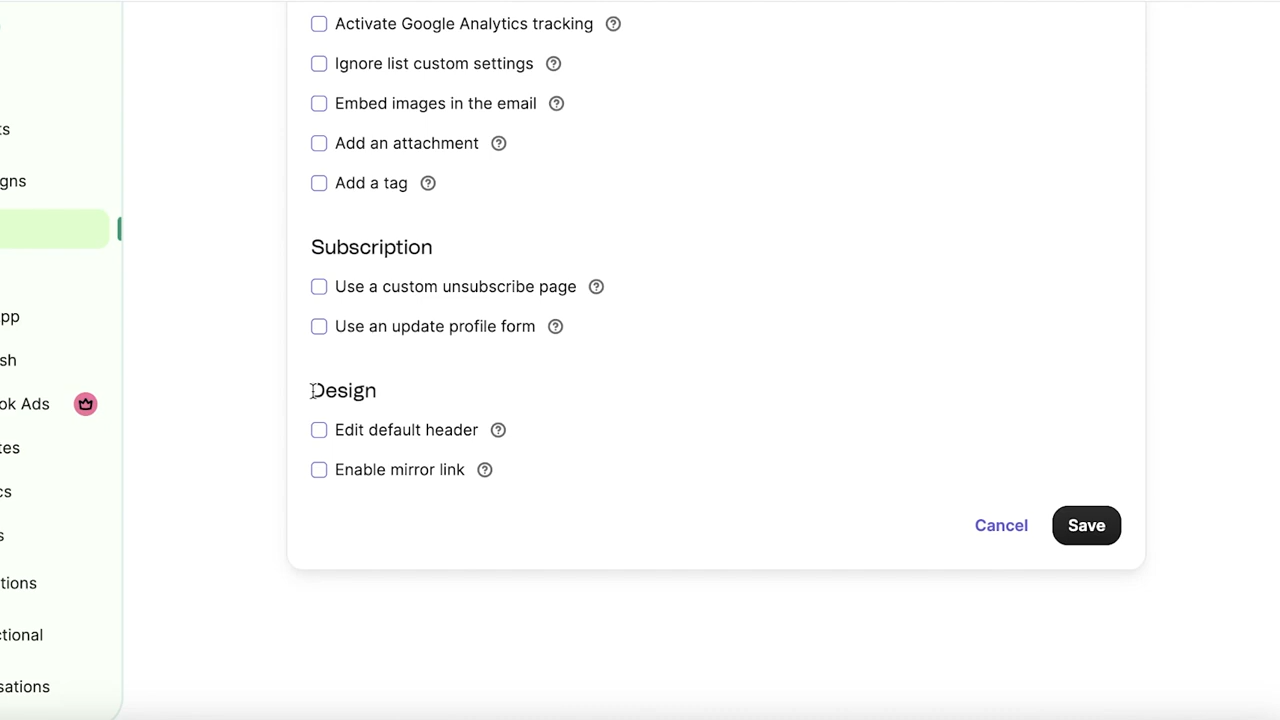 Activate Google Analytics tracking
Ignore list custom settings
Embed images in the email
Add an attachment
Add a tag
Subscription
Use a custom unsubscribe page
Use an update profile form
Design
Edit default header
Enable mirror link
Cancel
Save
ts
gns
pp
sh
ok Ads
tes
cs
s
tions
ctional
sations